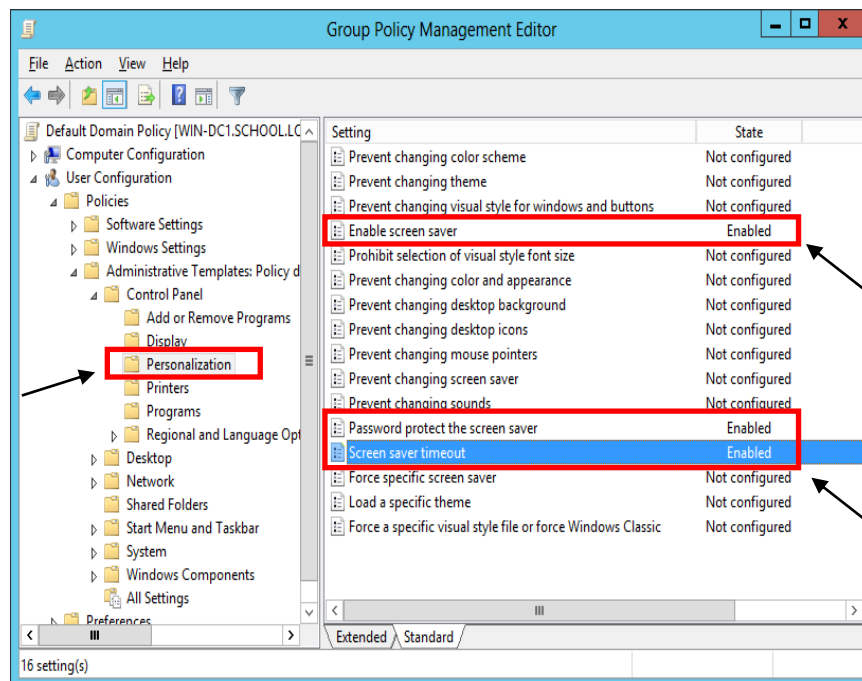 Group Policy Management Editor
File Action View Help
Default Domain Policy [WIN-DC1.SCHOOL.LC
Computer Configuration
User Configuration
Policies
Software Settings
Windows Settings
Administrative Templates: Policy d
Control Panel
Add or Remove Programs
Display
Personalization
Printers
Programs
Regional and Language Opt
Desktop
Network
Shared Folders
Start Menu and Taskbar
System
Windows Components
All Settings
Preferences
Setting State
Prevent changing color scheme Not configured
Prevent changing theme Not configured
Prevent changing visual style for windows and buttons Not configured
Enable screen saver Enabled
Prohibit selection of visual style font size Not configured
Prevent changing color and appearance Not configured
Prevent changing desktop background Not configured
Prevent changing desktop icons Not configured
Prevent changing mouse pointers Not configured
Prevent changing screen saver Not configured
Prevent changing sounds Not configured
Password protect the screen saver Enabled
Screen saver timeout Enabled
Force specific screen saver Not configured
Load a specific theme Not configured
Force a specific visual style file or force Windows Classic Not configured
Extended Standard
16 setting(s)